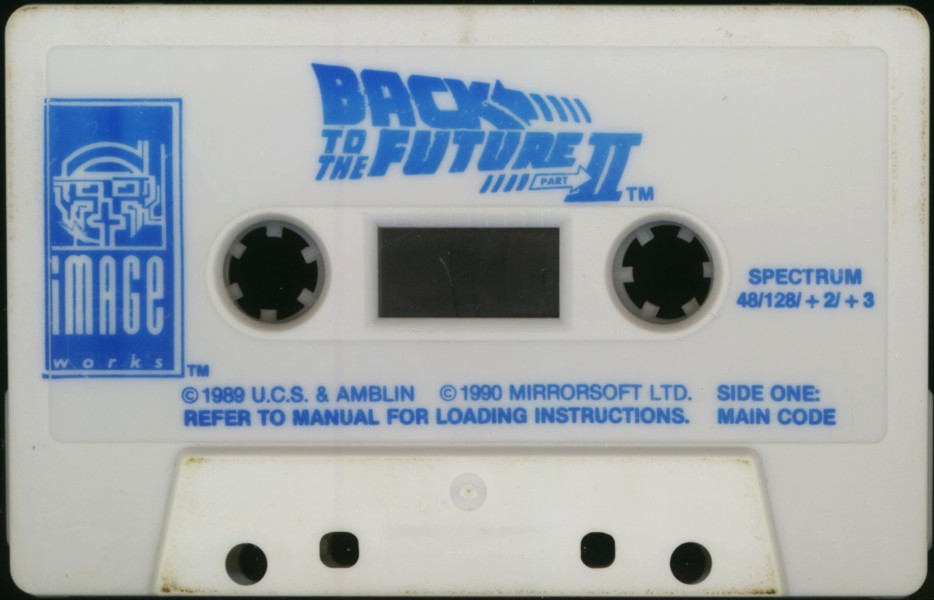 BACK
TO THE FUTURE
PART II TM
iMAGe
works TM
SPECTRUM
48/128/ + 2/ + 3
© 1989 U.C.S. & AMBLIN © 1990 MIRRORSOFT LTD. SIDE ONE:
REFER TO MANUAL FOR LOADING INSTRUCTIONS. MAIN CODE